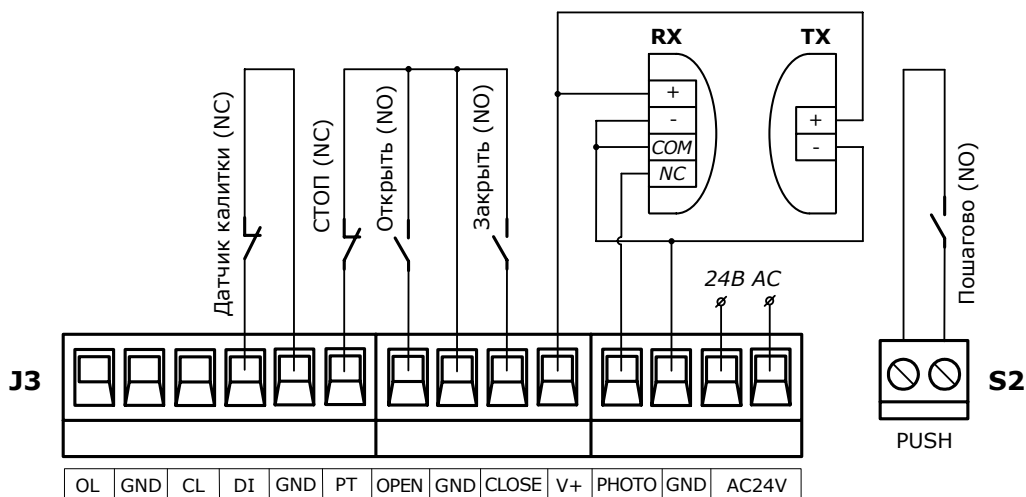 RX
TX
+
-
COM
NC
+
-
Датчик калитки (NC)
СТОП (NC)
Открыть (NO)
Закрыть (NO)
Пошагово (NO)
24В AC
J3
S2
PUSH
OL GND CL DI GND PT OPEN GND CLOSE V+ PHOTO GND AC24V